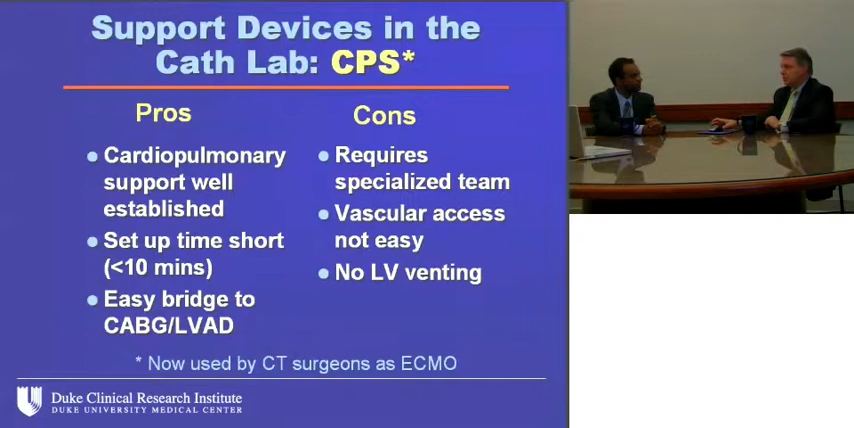 Support Devices in the
Cath Lab: CPS*
Pros
• Cardiopulmonary
support well
established
• Set up time short
(<10 mins)
• Easy bridge to
CABG/LVAD
Cons
• Requires
specialized team
• Vascular access
not easy
• No LV venting
* Now used by CT surgeons as ECMO
Duke Clinical Research Institute
DUKE UNIVERSITY MEDICAL CENTER